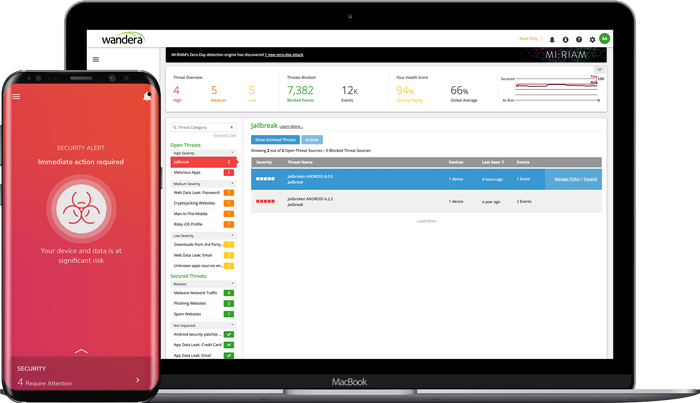 SECURITY ALERT
Immediate action required
Your device and data is at
significant risk
SECURITY
4 Require Attention
wandera
Read Only
AA
MI:RIAM's Zero-Day detection engine has discovered 1 new zero-day attack
MI:RIAM
Threat Overview
4
High
5
Medium
5
Low
Threats Blocked
7,382
Blocked Events
12K
Events
Your Health Score
94%
Security Rating
66%
Global Average
Secured
At Risk
You
Avg
100
0
Threat Category
Open Threats
High Severity
Jailbreak 2
Malicious Apps 2
Medium Severity
Web Data Leak: Password
Cryptojacking Websites
Man-In-The-Middle
Risky iOS Profile
Low Severity
Downloads from 3rd Party...
Web Data Leak: Email
Unknown apps sources en...
Secured Threats
Blocked
Malware Network Traffic 4
Phishing Websites 2
Spam Websites 1
Not Impacted
Android security patches ...
App Data Leak: Credit Card
App Data Leak: Email
Jailbreak Learn More...
Show Archived Threats
Archive
Showing 2 out of 2 Open Threat Sources – 0 Blocked Threat Sources
Severity Threat Name Devices Last Seen Events
Jailbroken ANDROID 8.0.0
Jailbreak
1 device 4 hours ago 1 Event Manage Policy | Expand
Jailbroken ANDROID 4.2.2
Jailbreak
1 device a year ago 2 Events
Load More
MacBook